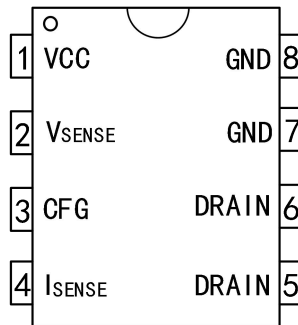 1 VCC GND 8
2 VSENSE GND 7
3 CFG DRAIN 6
4 ISENSE DRAIN 5